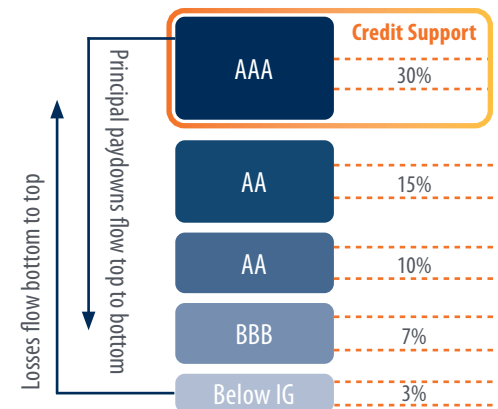 Credit Support
AAA
30%
AA
15%
AA
10%
BBB
7%
Below IG
3%
Principal paydowns flow top to bottom
Losses flow bottom to top